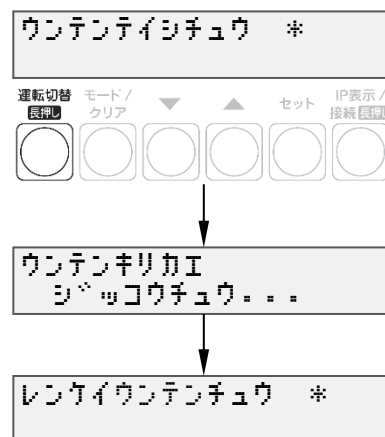 ウンテンテイシチュウ ＊
運転切替 長押し
モード/クリア
▼
▲
セット
IP表示/接続 長押し
ウンテンキリカエ
ジッコウチュウ...
レンケイウンテンチュウ ＊